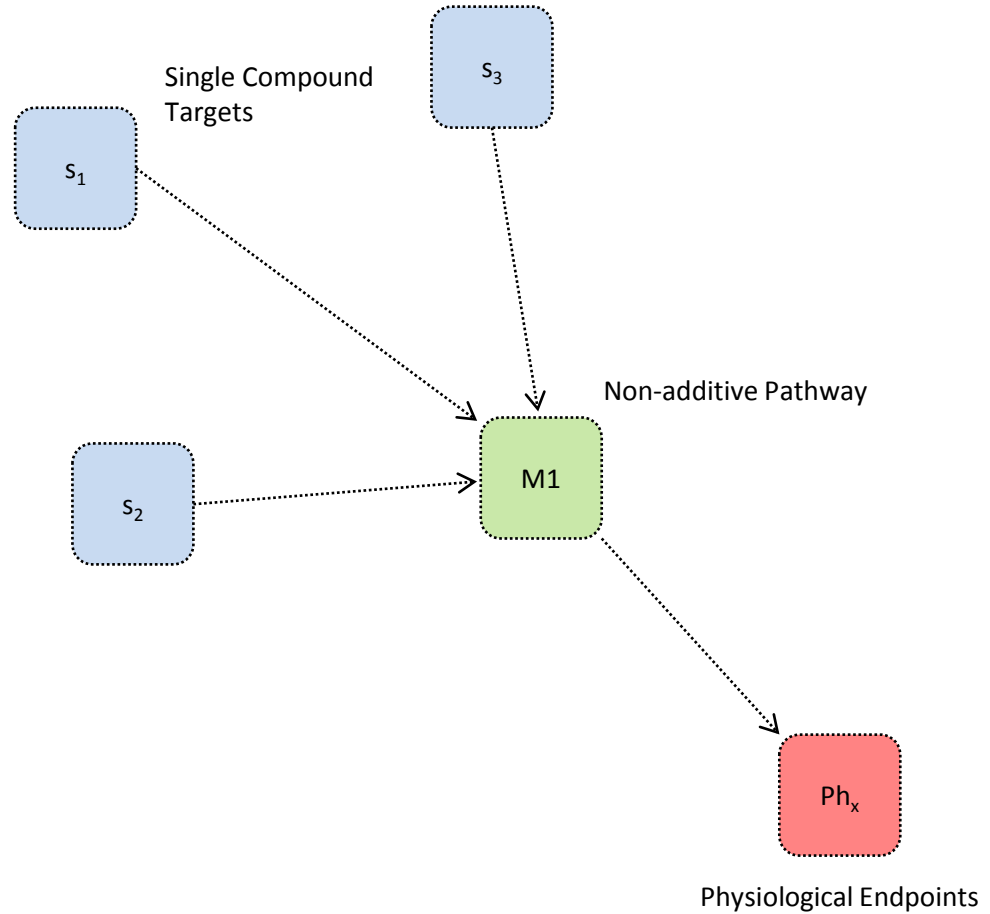 Single Compound
Targets
s₃
s₁
Non-additive Pathway
M1
s₂
Phₓ
Physiological Endpoints